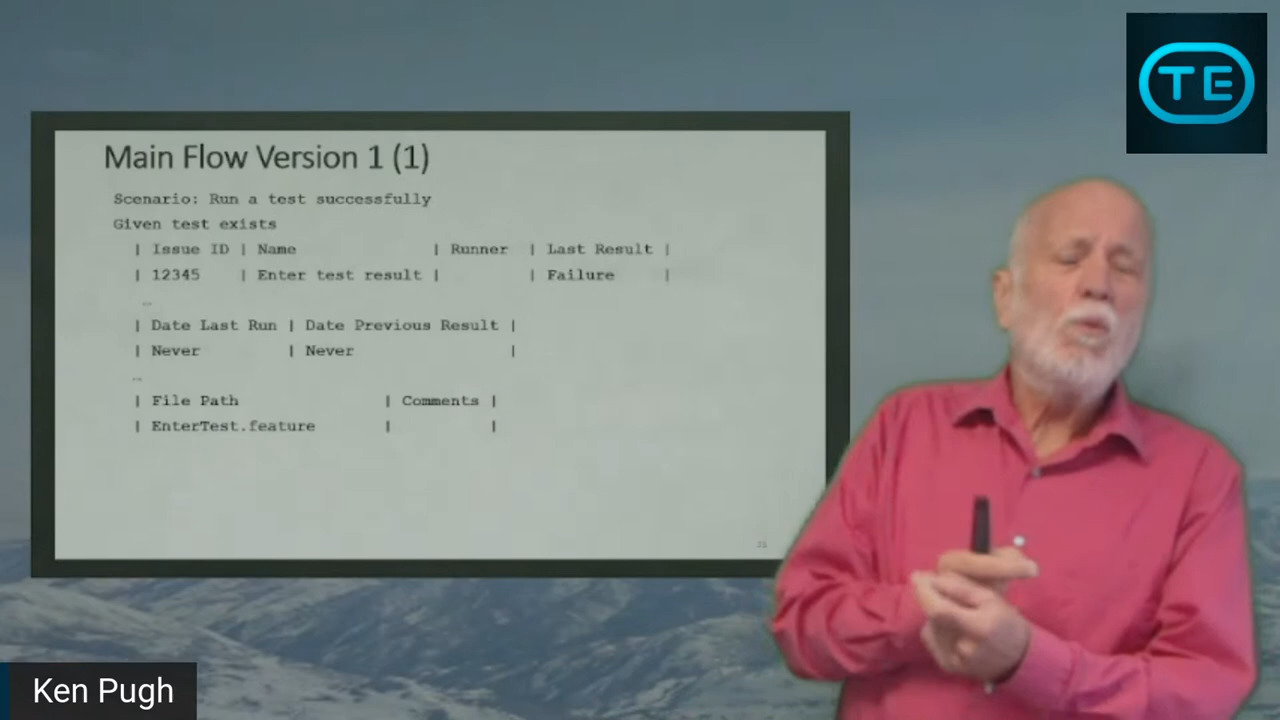 TE
Main Flow Version 1 (1)
Scenario: Run a test successfully
Given test exists
| Issue ID | Name | Runner | Last Result |
| 12345 | Enter test result | | Failure |
…
| Date Last Run | Date Previous Result |
| Never | Never |
…
| File Path | Comments |
| EnterTest.feature | |
Ken Pugh